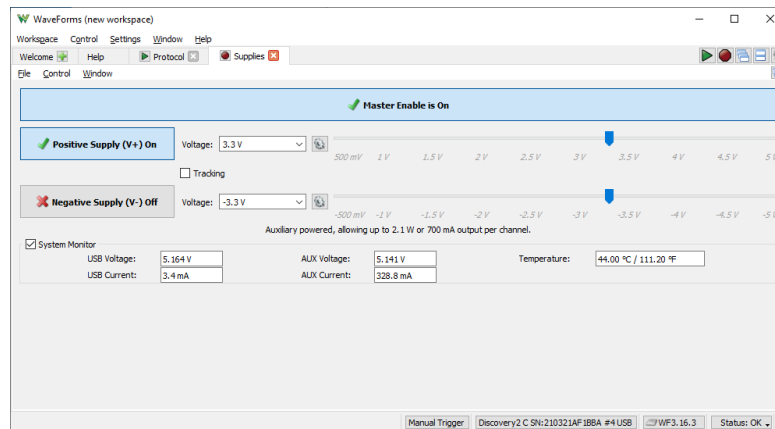 WaveForms (new workspace)
Workspace Control Settings Window Help
Welcome Help Protocol Supplies
File Control Window
Master Enable is On
Positive Supply (V+) On Voltage: 3.3 V
500 mV 1 V 1.5 V 2 V 2.5 V 3 V 3.5 V 4 V 4.5 V 5 V
Tracking
Negative Supply (V-) Off Voltage: -3.3 V
-500 mV -1 V -1.5 V -2 V -2.5 V -3 V -3.5 V -4 V -4.5 V -5 V
Auxiliary powered, allowing up to 2.1 W or 700 mA output per channel.
System Monitor
USB Voltage: 5.164 V AUX Voltage: 5.141 V Temperature: 44.00 °C / 111.20 °F
USB Current: 3.4 mA AUX Current: 328.8 mA
Manual Trigger Discovery2 C SN:210321AF1BBA #4 USB WF3.16.3 Status: OK